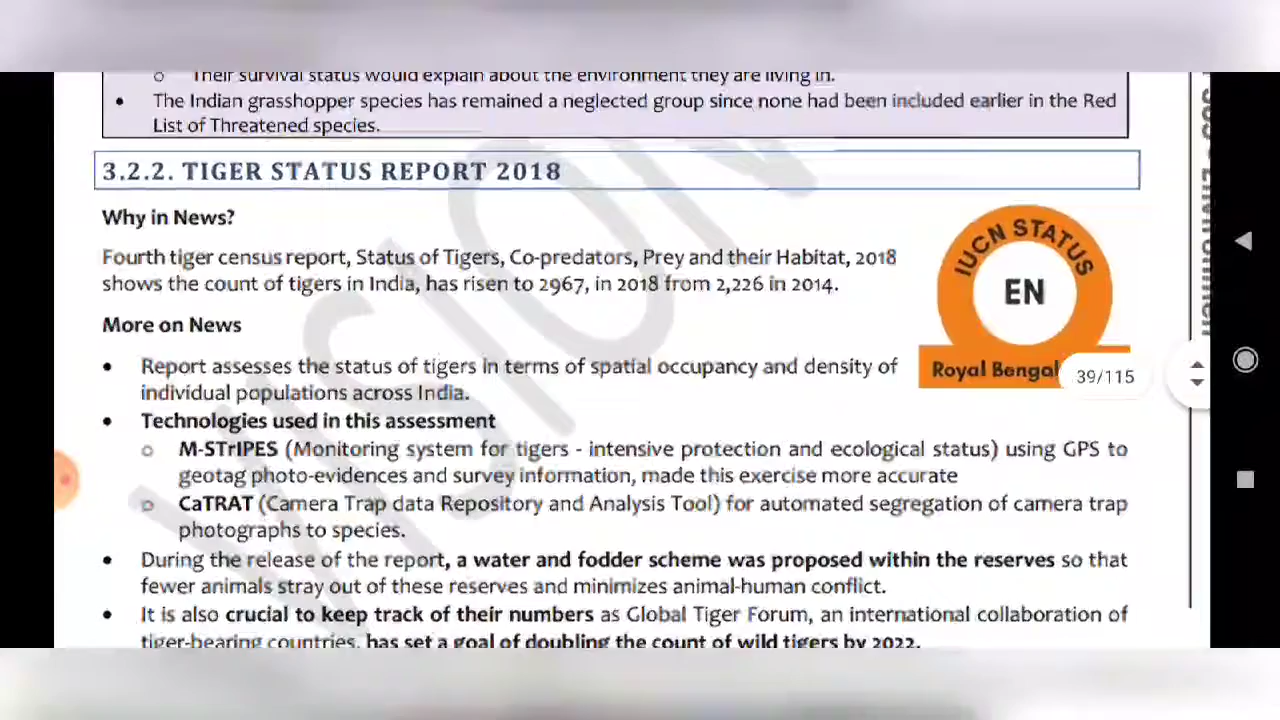 Their survival status would explain about the environment they are living in.
The Indian grasshopper species has remained a neglected group since none had been included earlier in the Red
List of Threatened species.
3.2.2. TIGER STATUS REPORT 2018
Why in News?
Fourth tiger census report, Status of Tigers, Co-predators, Prey and their Habitat, 2018
shows the count of tigers in India, has risen to 2967, in 2018 from 2,226 in 2014.
IUCN STATUS
EN
Royal Bengal
39/115
More on News
Report assesses the status of tigers in terms of spatial occupancy and density of
individual populations across India.
Technologies used in this assessment
M-STrIPES (Monitoring system for tigers - intensive protection and ecological status) using GPS to
geotag photo-evidences and survey information, made this exercise more accurate
CaTRAT (Camera Trap data Repository and Analysis Tool) for automated segregation of camera trap
photographs to species.
During the release of the report, a water and fodder scheme was proposed within the reserves so that
fewer animals stray out of these reserves and minimizes animal-human conflict.
It is also crucial to keep track of their numbers as Global Tiger Forum, an international collaboration of
tiger-bearing countries, has set a goal of doubling the count of wild tigers by 2022.
VISION